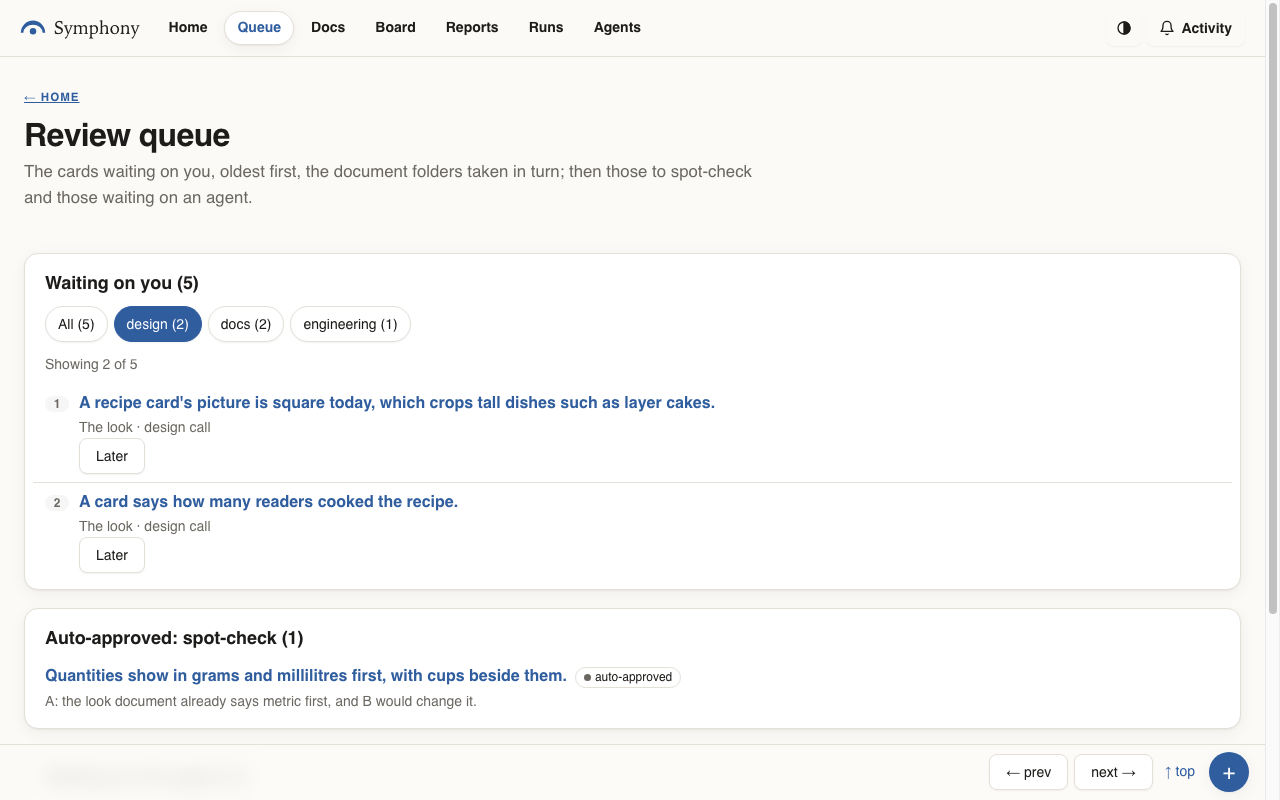 Symphony
Home
Queue
Docs
Board
Reports
Runs
Agents
Activity
← HOME
Review queue
The cards waiting on you, oldest first, the document folders taken in turn; then those to spot-check
and those waiting on an agent.
Waiting on you (5)
All (5)
design (2)
docs (2)
engineering (1)
Showing 2 of 5
1
A recipe card's picture is square today, which crops tall dishes such as layer cakes.
The look · design call
Later
2
A card says how many readers cooked the recipe.
The look · design call
Later
Auto-approved: spot-check (1)
Quantities show in grams and millilitres first, with cups beside them.
auto-approved
A: the look document already says metric first, and B would change it.
← prev
next →
↑ top
+